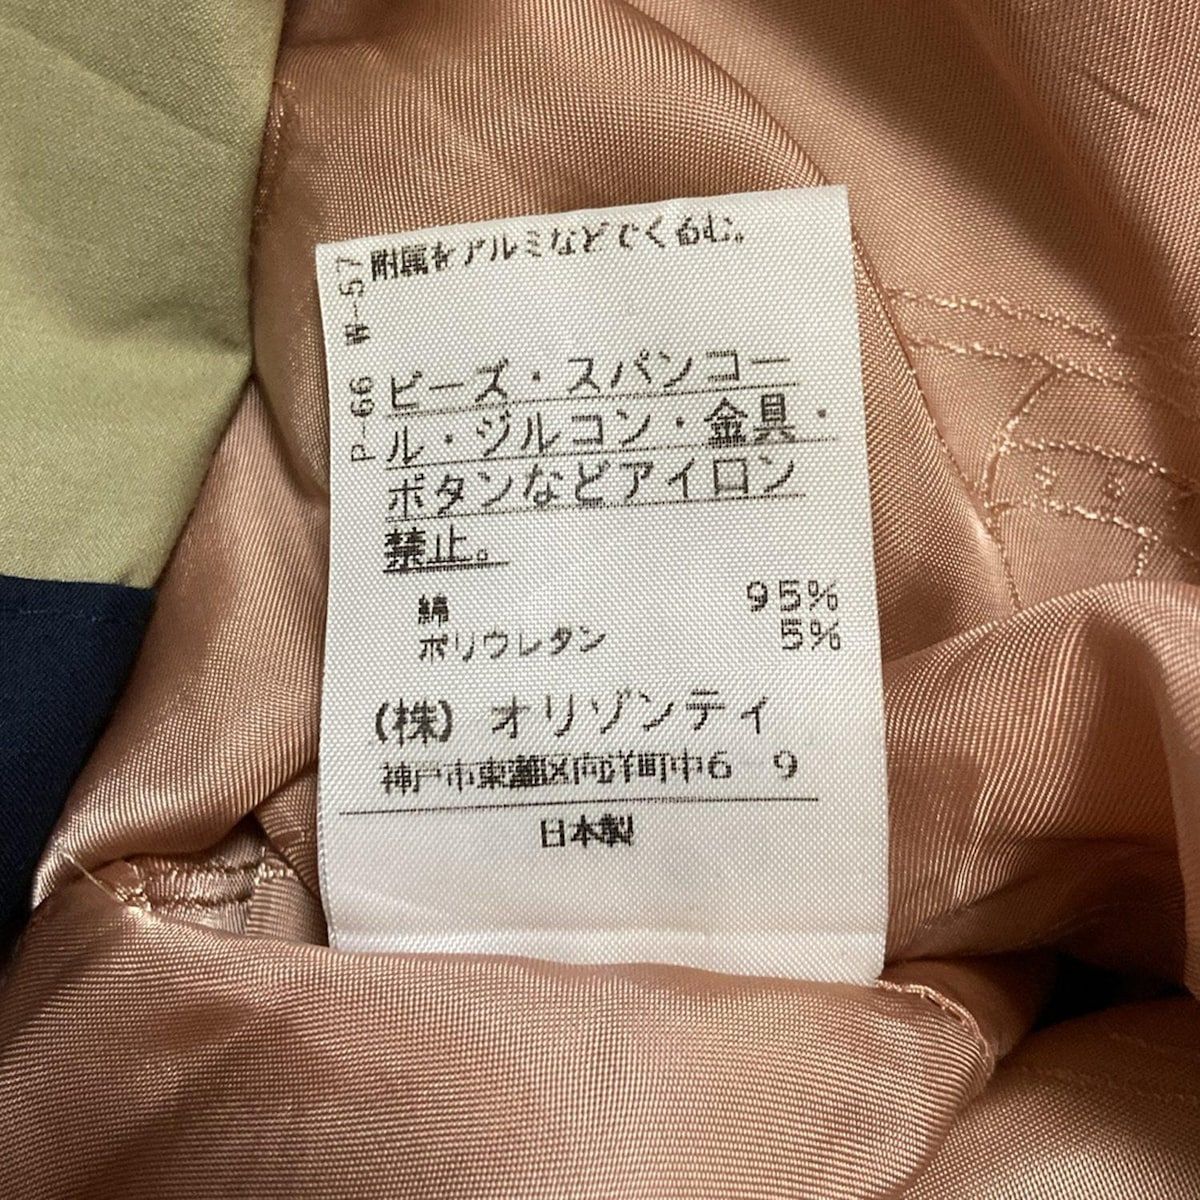 附属をアルミなどでくるむ。
W-57
P-66
ビーズ・スパンコー
ル・ジルコン・金具・
ボタンなどアイロン
禁止。
綿 95%
ポリウレタン 5%
(株) オリゾンティ
神戸市東灘区向洋町中6 9
日本製